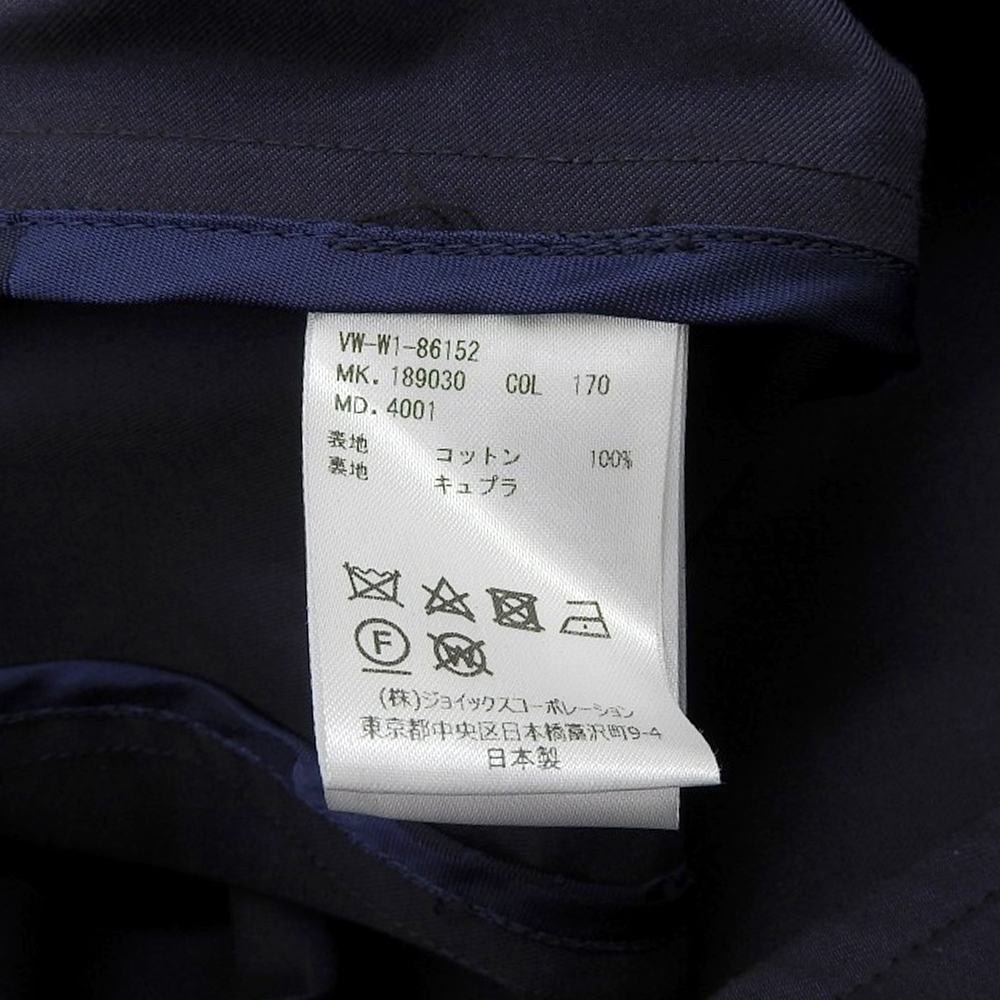 VW-W1-86152
MK. 189030 COL 170
MD. 4001
表地 コットン 100%
裏地 キュプラ
F
W
(株)ジョイックスコーポレーション
東京都中央区日本橋富沢町9-4
日本製